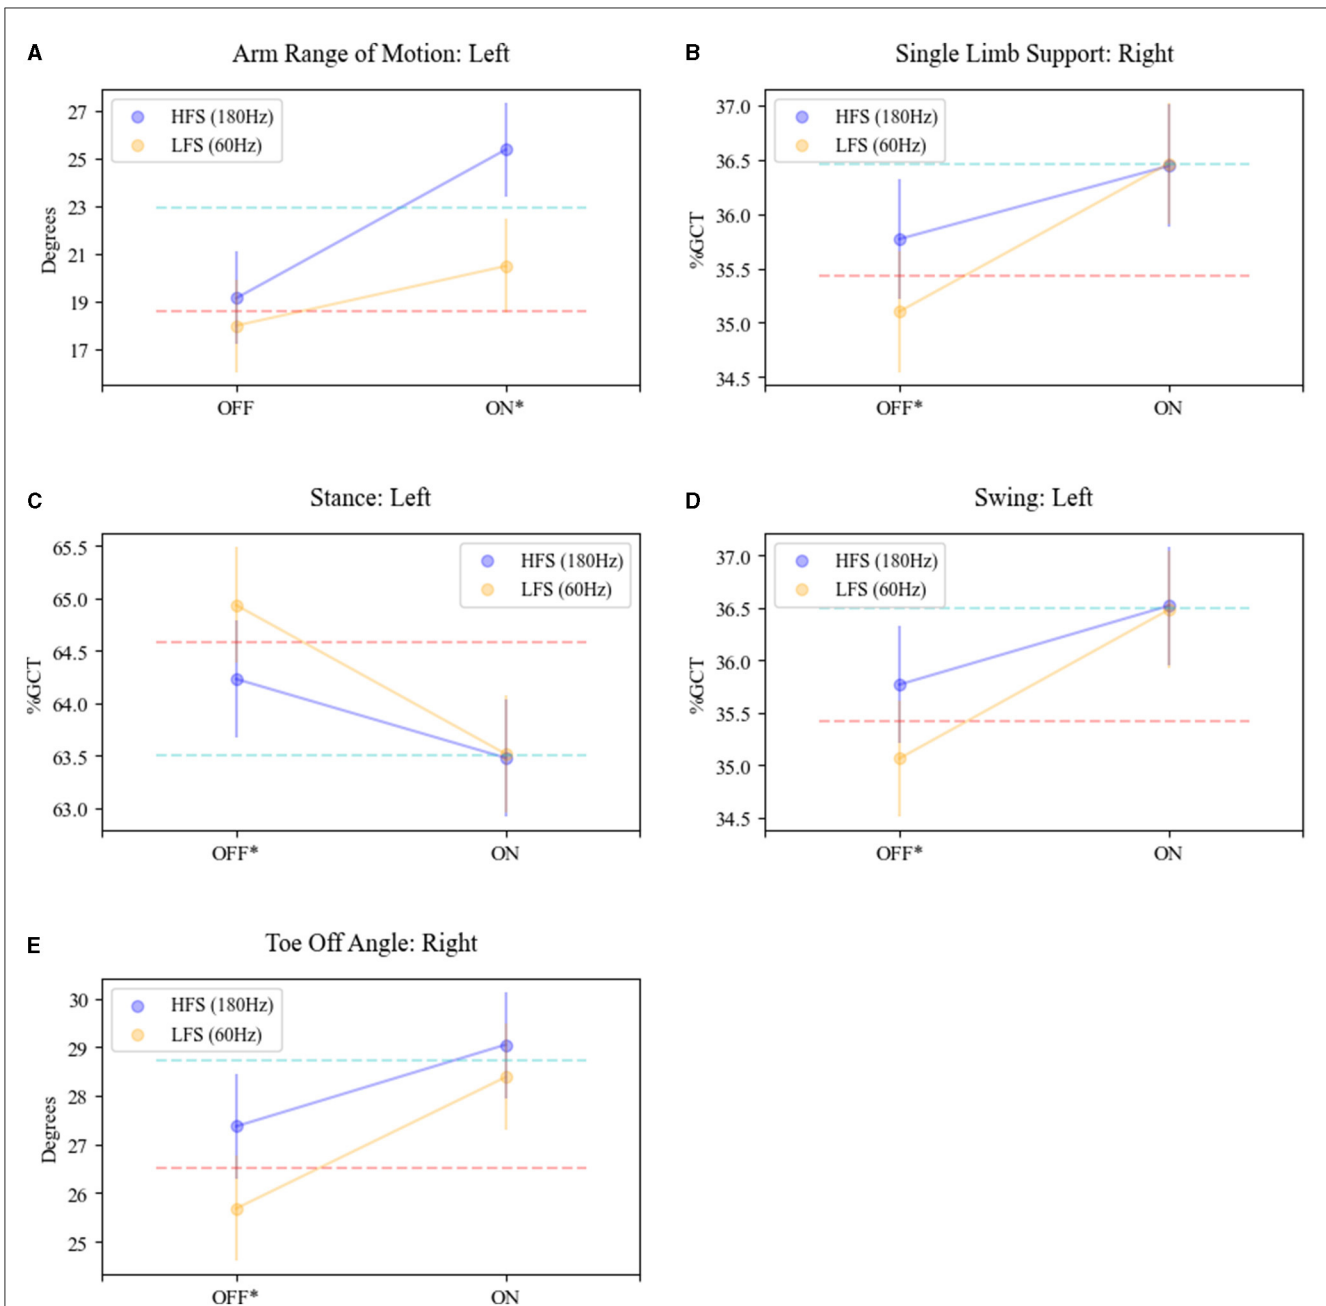 A
Arm Range of Motion: Left
HFS (180Hz)
LFS (60Hz)
27
25
23
21
19
17
Degrees
OFF
ON*
B
Single Limb Support: Right
HFS (180Hz)
LFS (60Hz)
37.0
36.5
36.0
35.5
35.0
34.5
%GCT
OFF*
ON
C
Stance: Left
HFS (180Hz)
LFS (60Hz)
65.5
65.0
64.5
64.0
63.5
63.0
%GCT
OFF*
ON
D
Swing: Left
HFS (180Hz)
LFS (60Hz)
37.0
36.5
36.0
35.5
35.0
34.5
%GCT
OFF*
ON
E
Toe Off Angle: Right
HFS (180Hz)
LFS (60Hz)
30
29
28
27
26
25
Degrees
OFF*
ON